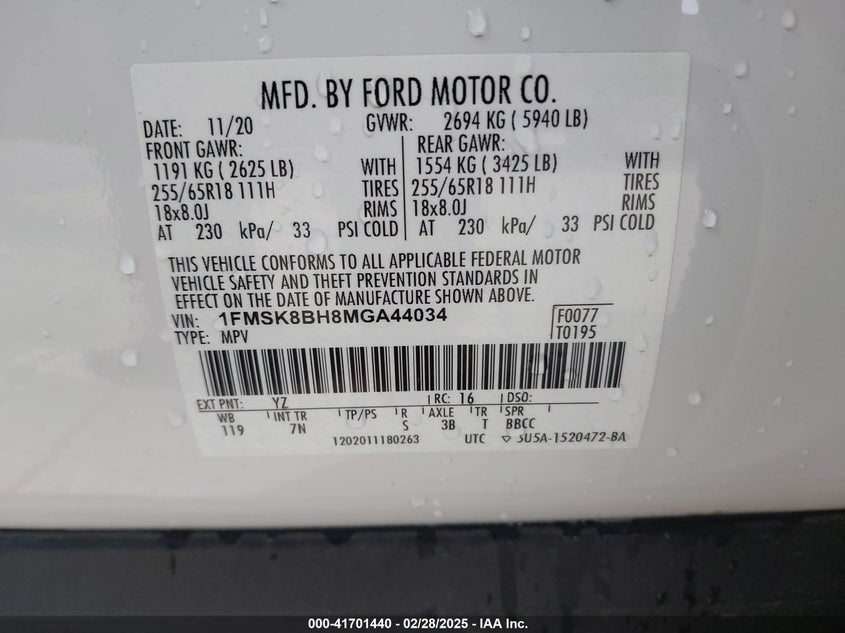 MFD. BY FORD MOTOR CO.
DATE: 11/20 GVWR: 2694 KG ( 5940 LB)
FRONT GAWR: REAR GAWR:
1191 KG ( 2625 LB) WITH 1554 KG ( 3425 LB) WITH
255/65R18 111H TIRES 255/65R18 111H TIRES
18x8.0J RIMS 18x8.0J RIMS
AT 230 kPa/ 33 PSI COLD AT 230 kPa/ 33 PSI COLD
THIS VEHICLE CONFORMS TO ALL APPLICABLE FEDERAL MOTOR
VEHICLE SAFETY AND THEFT PREVENTION STANDARDS IN
EFFECT ON THE DATE OF MANUFACTURE SHOWN ABOVE.
VIN: 1FMSK8BH8MGA44034 F0077
TYPE: MPV T0195
EXT PNT: YZ RC: 16 DSO:
WB INT TR TP/PS R AXLE TR SPR
119 7N S 3B T BBCC
1202011180263 UTC 5U5A-1520472-BA
000-41701440 - 02/28/2025 - IAA Inc.